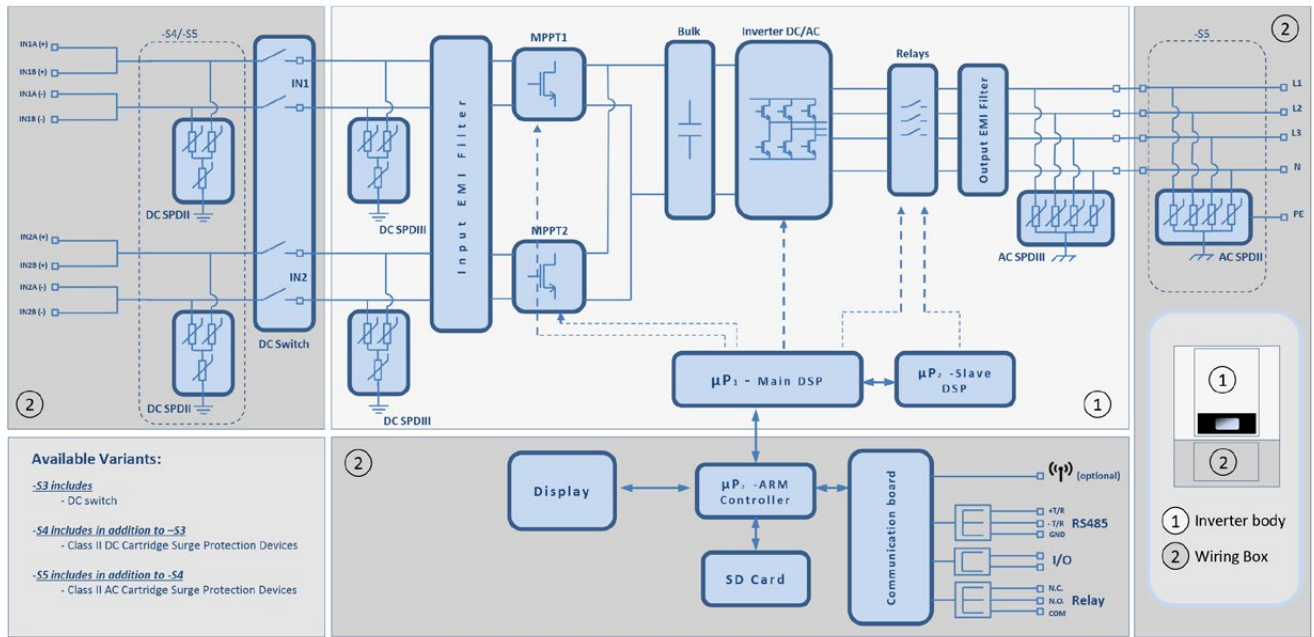 -S4/-S5
IN1A (+)
IN1B (+)
IN1A (-)
IN1B (-)
IN1
DC SPDII
IN2A (+)
IN2B (+)
IN2A (-)
IN2B (-)
IN2
DC Switch
DC SPDII
2
DC SPDIII
DC SPDIII
Input EMI Filter
MPPT1
MPPT2
Bulk
Inverter DC/AC
Relays
Output EMI Filter
AC SPDIII
µP₁ - Main DSP
µP₂ -Slave
DSP
1
2
-S5
L1
L2
L3
N
PE
AC SPDII
1
2
1 Inverter body
2 Wiring Box
Available Variants:
-S3 includes
- DC switch
-S4 includes in addition to –S3
- Class II DC Cartridge Surge Protection Devices
-S5 includes in addition to -S4
- Class II AC Cartridge Surge Protection Devices
2
Display
µP₃ -ARM
Controller
SD Card
Communication board
(optional)
+T/R
- T/R
GND
RS485
I/O
N.C.
N.O.
COM
Relay